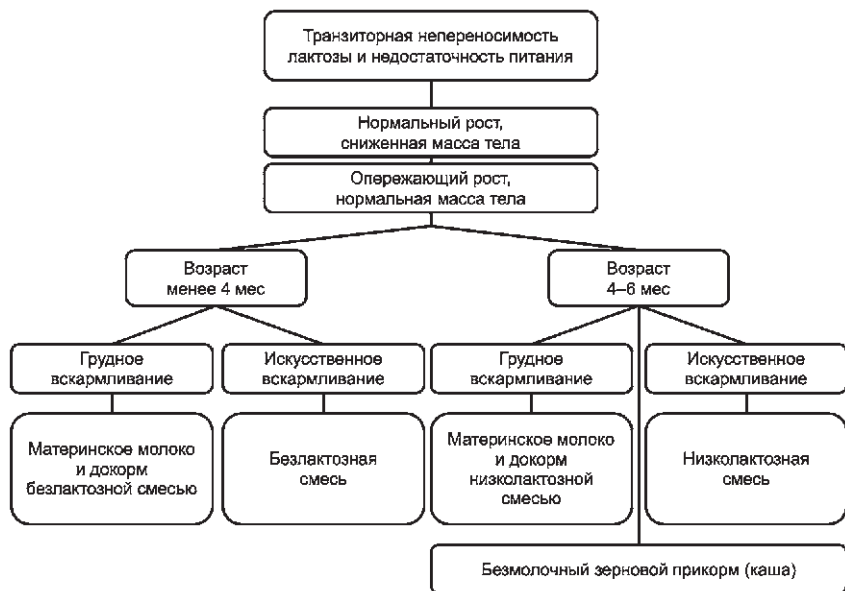 Транзиторная непереносимость
лактозы и недостаточность питания
Нормальный рост,
сниженная масса тела
Опережающий рост,
нормальная масса тела
Возраст
менее 4 мес
Возраст
4–6 мес
Грудное
вскармливание
Искусственное
вскармливание
Грудное
вскармливание
Искусственное
вскармливание
Материнское молоко
и докорм
безлактозной смесью
Безлактозная
смесь
Материнское молоко
и докорм
низколактозной
смесью
Низколактозная
смесь
Безмолочный зерновой прикорм (каша)